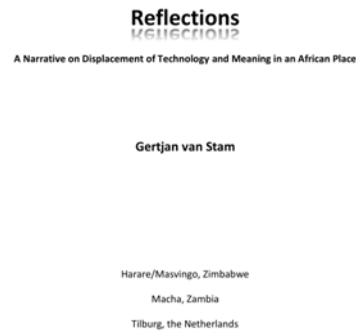 Reflections
A Narrative on Displacement of Technology and Meaning in an African Place
Gertjan van Stam
Harare/Masvingo, Zimbabwe
Macha, Zambia
Tilburg, the Netherlands